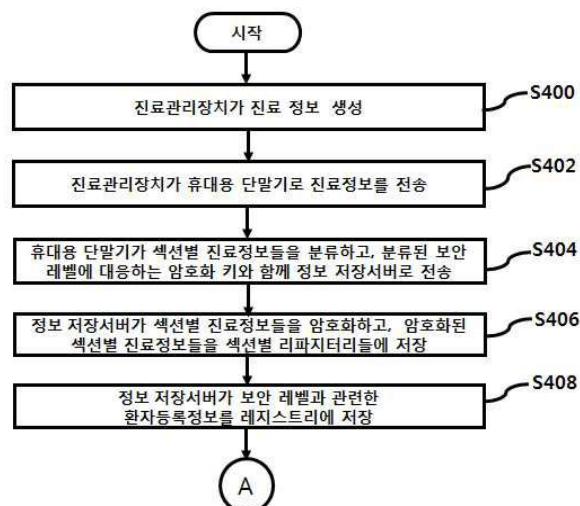 시작
진료관리장치가 진료 정보 생성
S400
진료관리장치가 휴대용 단말기로 진료정보를 전송
S402
휴대용 단말기가 섹션별 진료정보들을 분류하고, 분류된 보안
레벨에 대응하는 암호화 키와 함께 정보 저장서버로 전송
S404
정보 저장서버가 섹션별 진료정보들을 암호화하고, 암호화된
섹션별 진료정보들을 섹션별 리파지터리들에 저장
S406
정보 저장서버가 보안 레벨과 관련한
환자등록정보를 레지스트리에 저장
S408
A